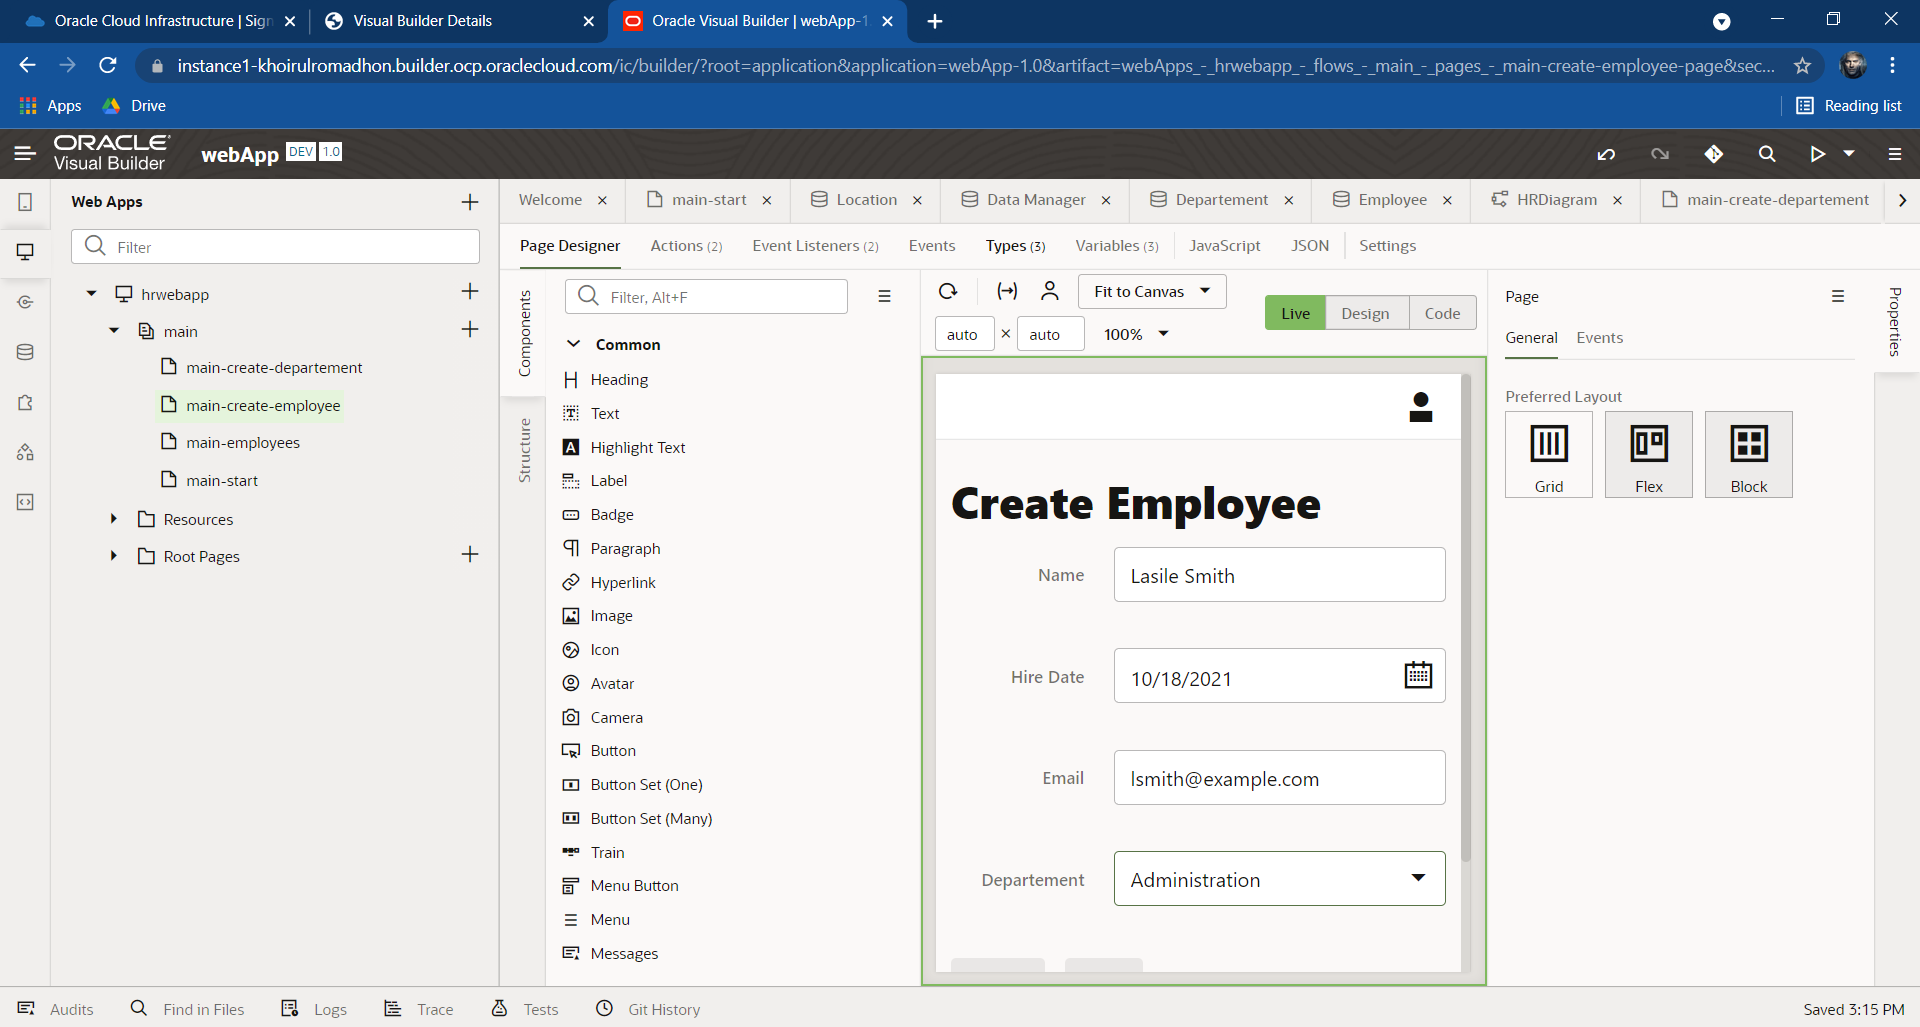 Oracle Cloud Infrastructure | Sign
Visual Builder Details
Oracle Visual Builder | webApp-1.
instance1-khoirulromadhon.builder.ocp.oraclecloud.com/ic/builder/?root=application&application=webApp-1.0&artifact=webApps_-_hrwebapp_-_flows_-_main_-_pages_-_main-create-employee-page&sec...
Apps
Drive
Reading list
ORACLE
Visual Builder
webApp DEV 1.0
Web Apps
Filter
hrwebapp
main
main-create-departement
main-create-employee
main-employees
main-start
Resources
Root Pages
Welcome
main-start
Location
Data Manager
Departement
Employee
HRDiagram
main-create-departement
Page Designer
Actions (2)
Event Listeners (2)
Events
Types (3)
Variables (3)
JavaScript
JSON
Settings
Components
Structure
Filter, Alt+F
Common
Heading
Text
Highlight Text
Label
Badge
Paragraph
Hyperlink
Image
Icon
Avatar
Camera
Button
Button Set (One)
Button Set (Many)
Train
Menu Button
Menu
Messages
Fit to Canvas
auto × auto
100%
Live
Design
Code
Create Employee
Name
Lasile Smith
Hire Date
10/18/2021
Email
lsmith@example.com
Departement
Administration
Page
General
Events
Preferred Layout
Grid
Flex
Block
Properties
Audits
Find in Files
Logs
Trace
Tests
Git History
Saved 3:15 PM